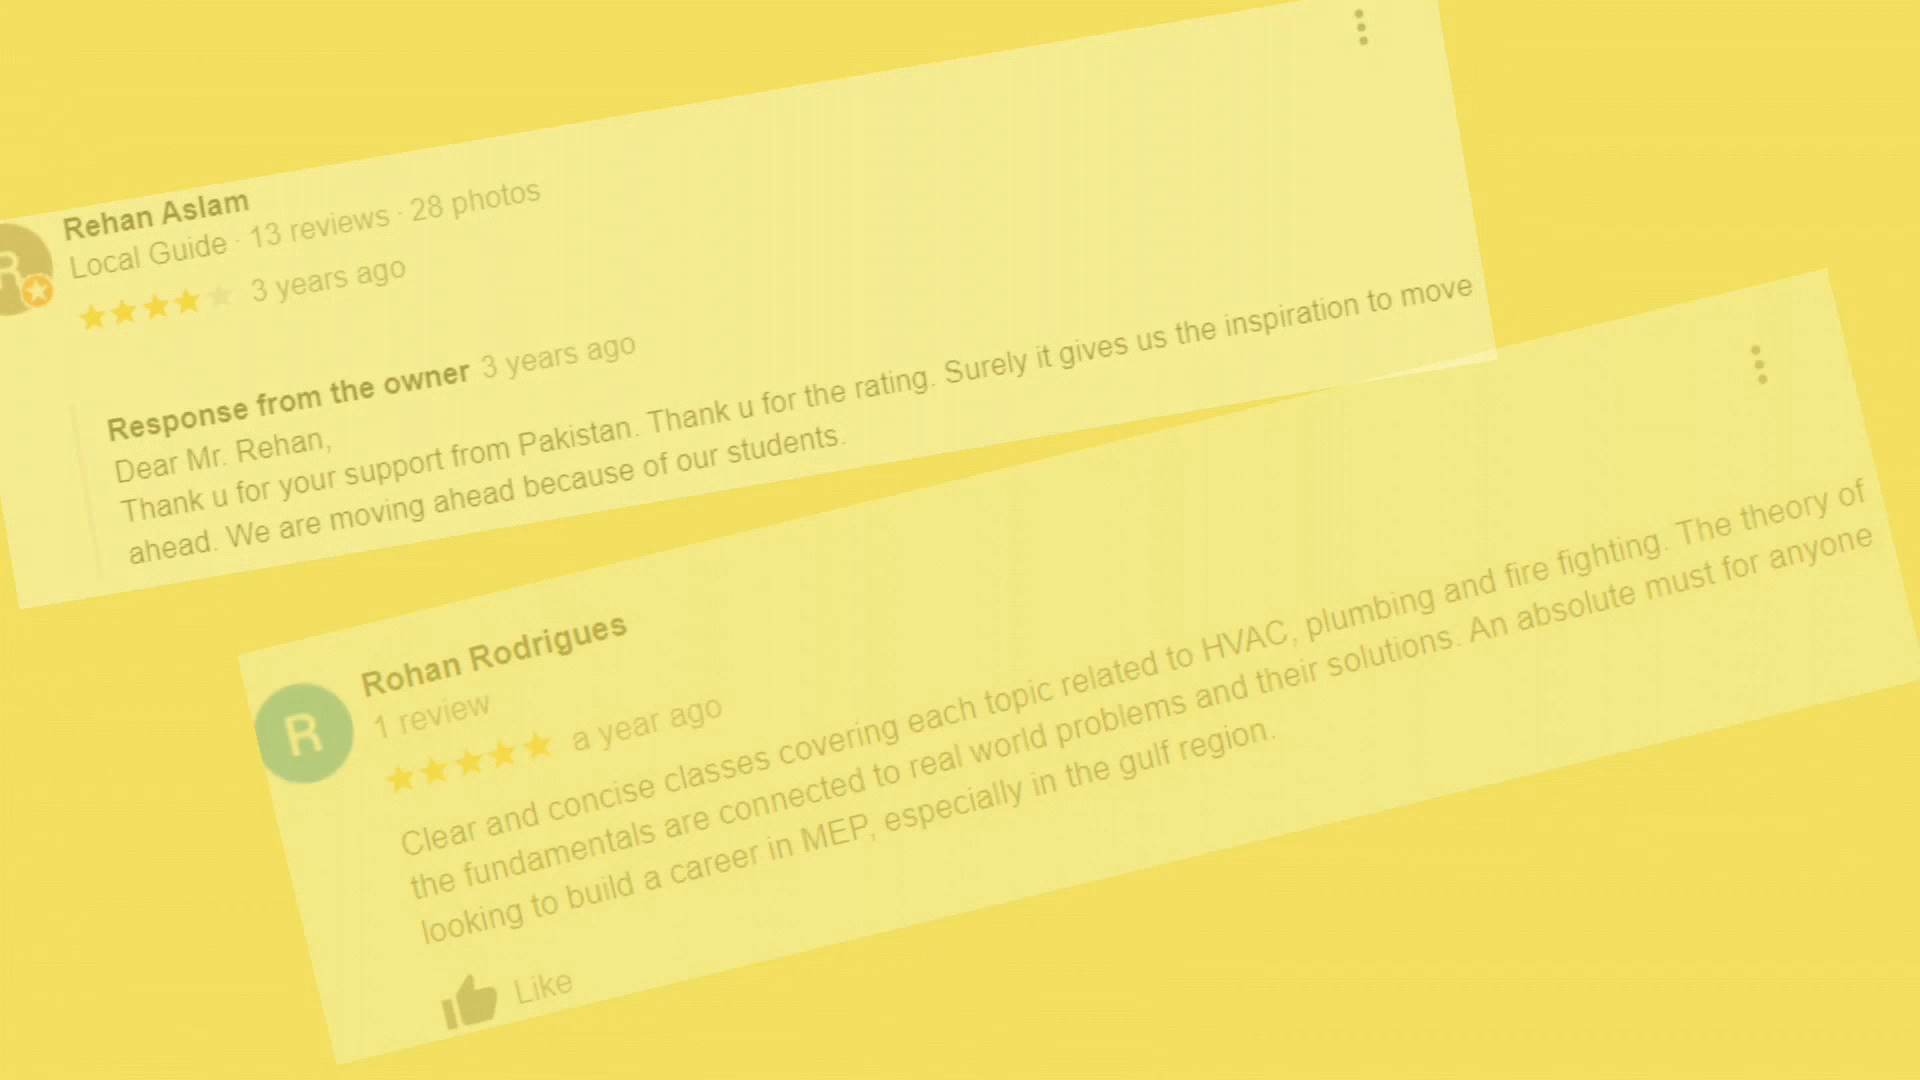 Rehan Aslam
Local Guide · 13 reviews · 28 photos
3 years ago
Response from the owner 3 years ago
Dear Mr. Rehan,
Thank u for your support from Pakistan. Thank u for the rating. Surely it gives us the inspiration to move
ahead. We are moving ahead because of our students.
R
Rohan Rodrigues
1 review
a year ago
Clear and concise classes covering each topic related to HVAC, plumbing and fire fighting. The theory of
the fundamentals are connected to real world problems and their solutions. An absolute must for anyone
looking to build a career in MEP, especially in the gulf region.
Like
R